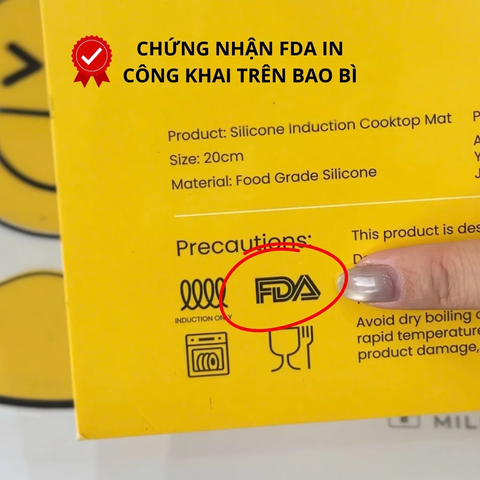 CHỨNG NHẬN FDA IN
CÔNG KHAI TRÊN BAO BÌ
Product: Silicone Induction Cooktop Mat
Size: 20cm
Material: Food Grade Silicone
Precautions:
This product is des
INDUCTION ONLY
FDA
Avoid dry boiling
rapid temperature
product damage,